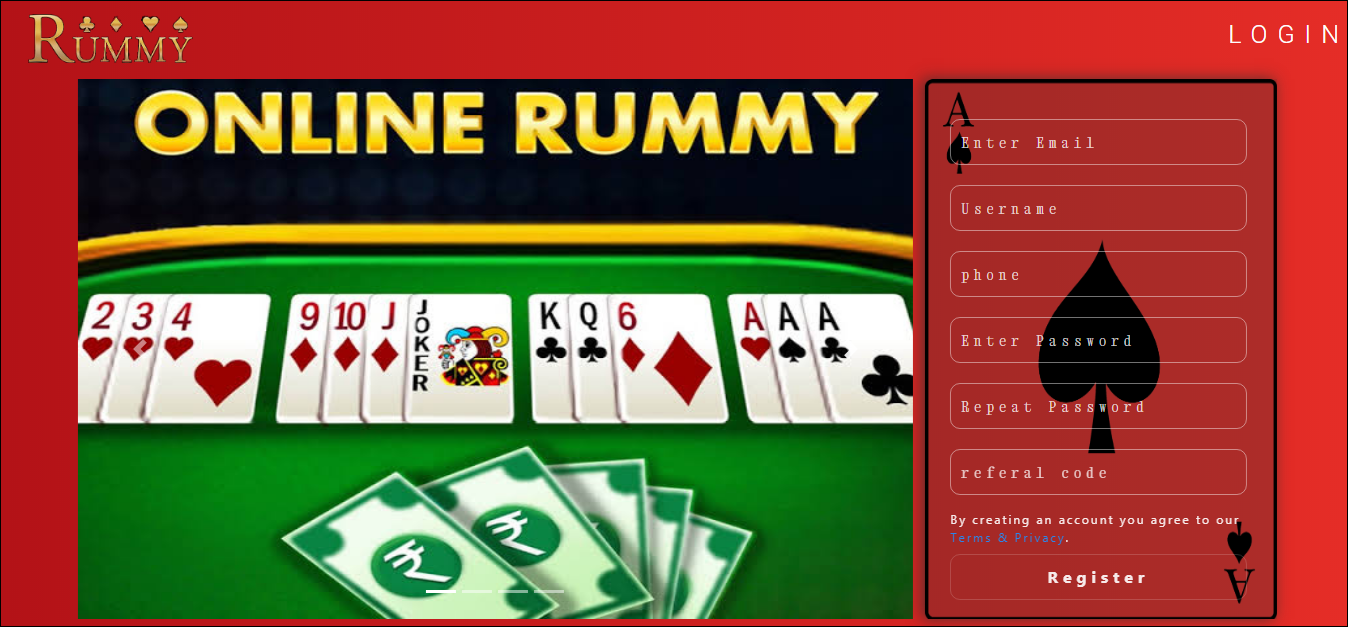 RUMMY
LOGIN
ONLINE RUMMY
2 3 4
9 10 J JOKER
K Q 6
A A A
₹ ₹
A
Enter Email
Username
phone
Enter Password
Repeat Password
referal code
By creating an account you agree to our
Terms & Privacy.
Register
A